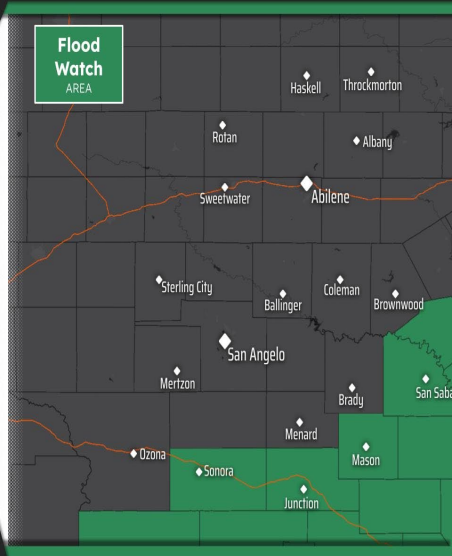 Flood
Watch
AREA
Haskell
Throckmorton
Rotan
Albany
Sweetwater
Abilene
Sterling City
Ballinger
Coleman
Brownwood
San Angelo
Mertzon
Brady
San Saba
Menard
Mason
Ozona
Sonora
Junction